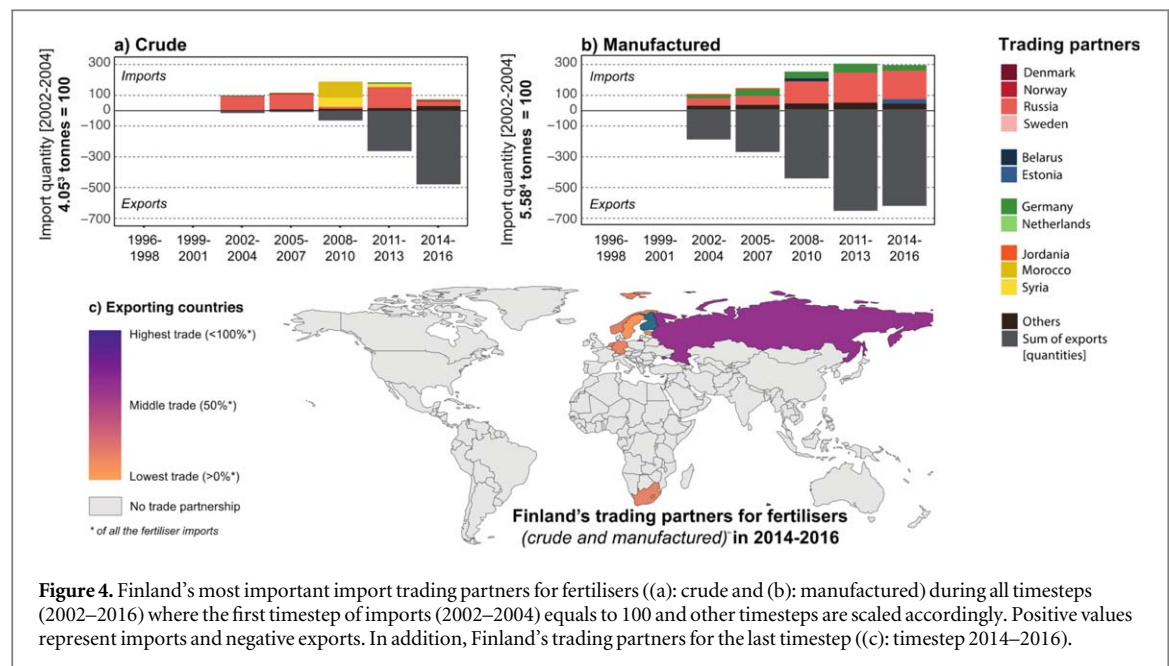 a) Crude
Import quantity [2002-2004]
4.05³ tonnes = 100
300
Imports
100
0
−100
−300
−500
Exports
−700
1996-
1998
1999-
2001
2002-
2004
2005-
2007
2008-
2010
2011-
2013
2014-
2016
b) Manufactured
Import quantity [2002-2004]
5.58⁴ tonnes = 100
300
Imports
100
0
−100
−300
−500
Exports
−700
1996-
1998
1999-
2001
2002-
2004
2005-
2007
2008-
2010
2011-
2013
2014-
2016
Trading partners
Denmark
Norway
Russia
Sweden
Belarus
Estonia
Germany
Netherlands
Jordania
Morocco
Syria
Others
Sum of exports
[quantities]
c) Exporting countries
Highest trade (<100%*)
Middle trade (50%*)
Lowest trade (>0%*)
No trade partnership
* of all the fertiliser imports
Finland's trading partners for fertilisers
(crude and manufactured) in 2014-2016
Figure 4. Finland's most important import trading partners for fertilisers ((a): crude and (b): manufactured) during all timesteps
(2002–2016) where the first timestep of imports (2002–2004) equals to 100 and other timesteps are scaled accordingly. Positive values
represent imports and negative exports. In addition, Finland's trading partners for the last timestep ((c): timestep 2014–2016).